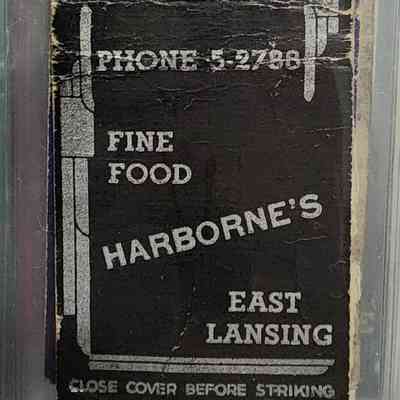 PHONE 5-2788
FINE
FOOD
HARBORNE'S
EAST
LANSING
CLOSE COVER BEFORE STRIKING